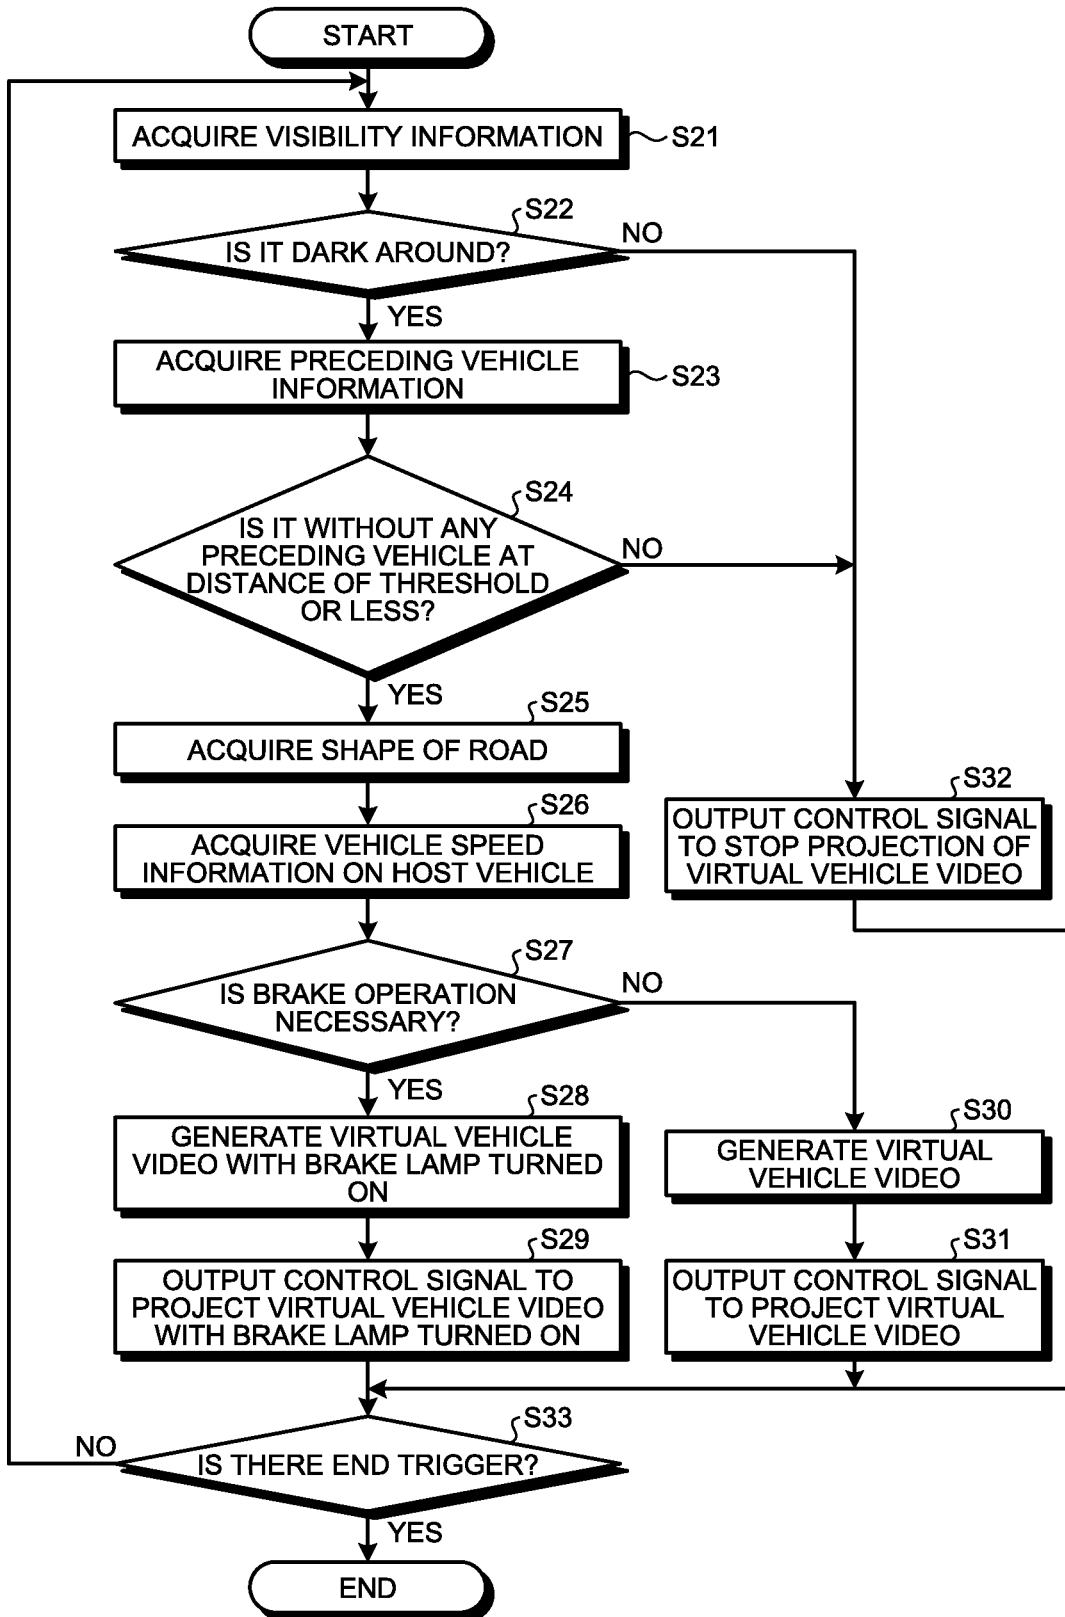 START
ACQUIRE VISIBILITY INFORMATION
S21
S22
IS IT DARK AROUND?
NO
YES
ACQUIRE PRECEDING VEHICLE
INFORMATION
S23
S24
IS IT WITHOUT ANY
PRECEDING VEHICLE AT
DISTANCE OF THRESHOLD
OR LESS?
NO
YES
S25
ACQUIRE SHAPE OF ROAD
S26
ACQUIRE VEHICLE SPEED
INFORMATION ON HOST VEHICLE
S32
OUTPUT CONTROL SIGNAL
TO STOP PROJECTION OF
VIRTUAL VEHICLE VIDEO
S27
IS BRAKE OPERATION
NECESSARY?
NO
YES
S28
GENERATE VIRTUAL VEHICLE
VIDEO WITH BRAKE LAMP TURNED
ON
S30
GENERATE VIRTUAL
VEHICLE VIDEO
S29
OUTPUT CONTROL SIGNAL TO
PROJECT VIRTUAL VEHICLE VIDEO
WITH BRAKE LAMP TURNED ON
S31
OUTPUT CONTROL SIGNAL
TO PROJECT VIRTUAL
VEHICLE VIDEO
S33
NO
IS THERE END TRIGGER?
YES
END